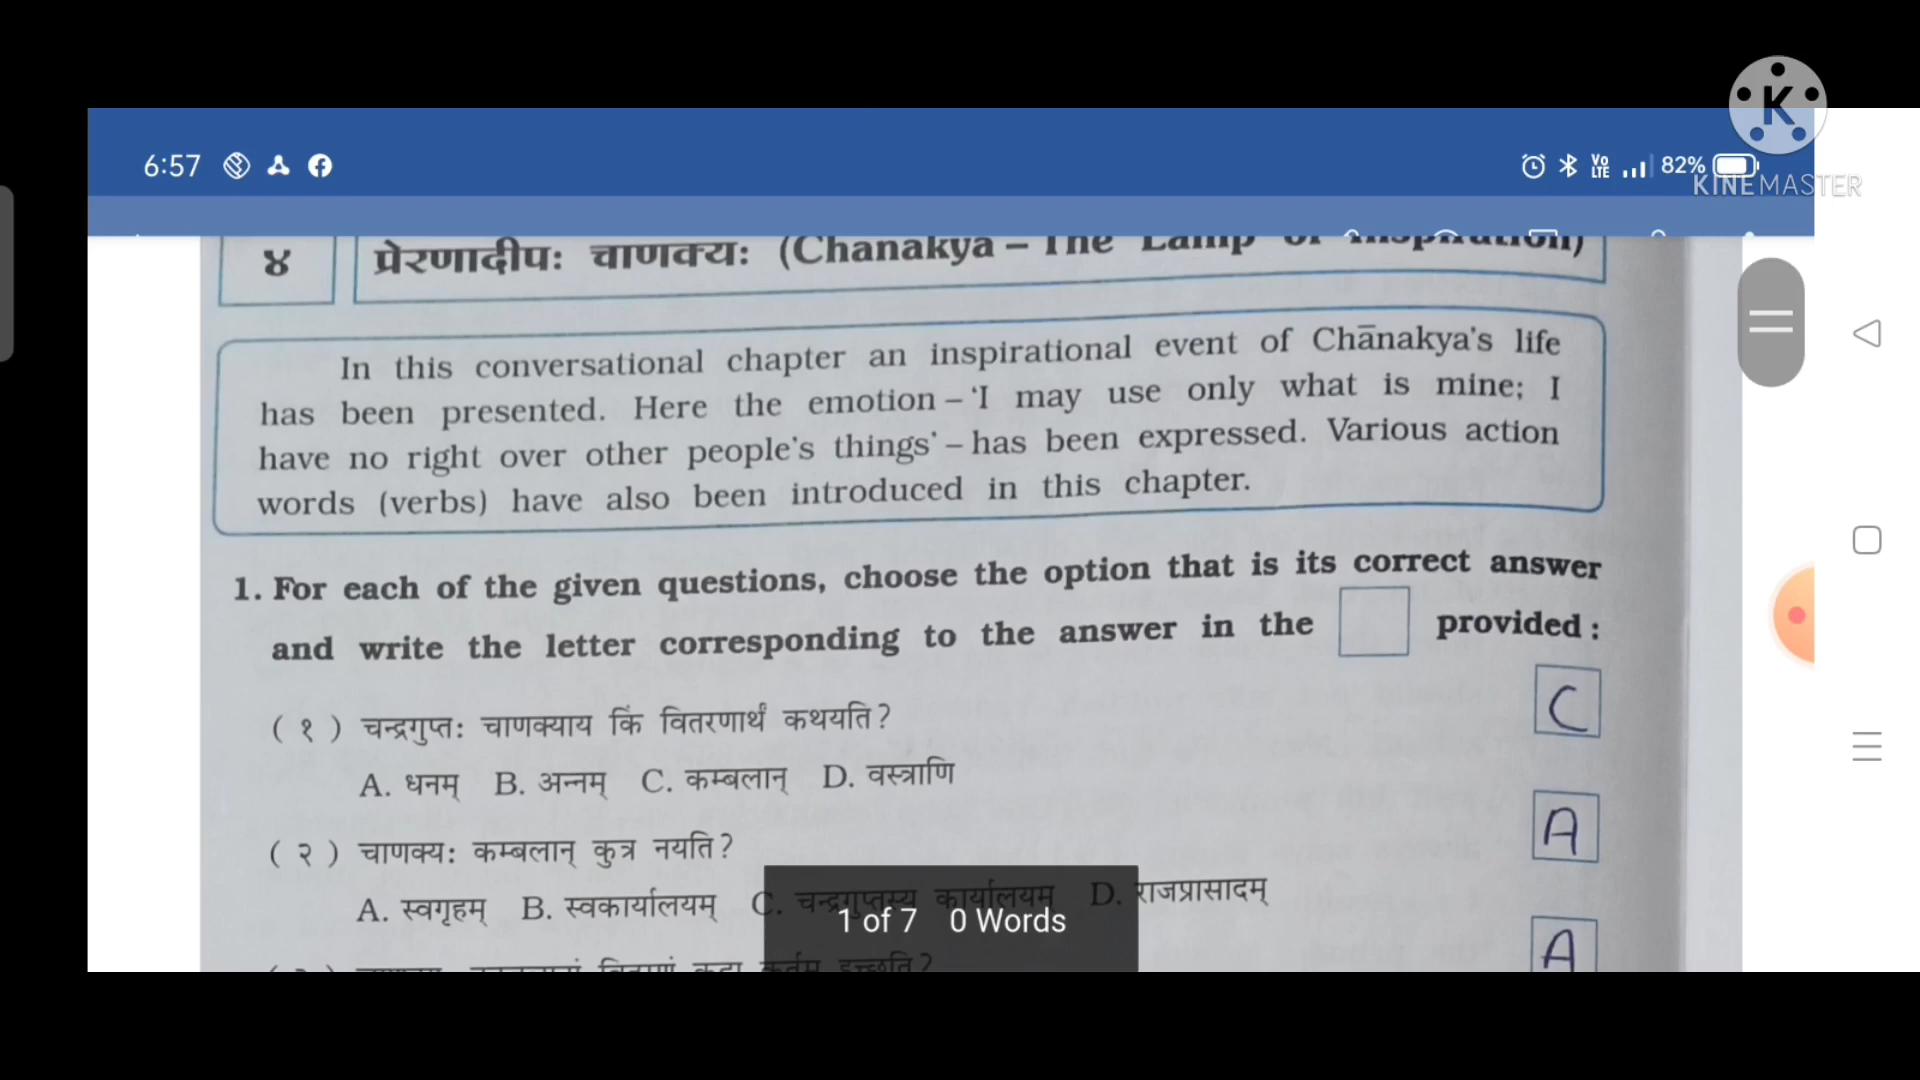 6:57
Vo LTE 82%
K
KINEMASTER
४ प्रेरणादीपः चाणक्यः (Chanakya – The Lamp of Inspiration)
In this conversational chapter an inspirational event of Chānakya's life
has been presented. Here the emotion – 'I may use only what is mine; I
have no right over other people's things' – has been expressed. Various action
words (verbs) have also been introduced in this chapter.
1. For each of the given questions, choose the option that is its correct answer
and write the letter corresponding to the answer in the provided :
( १ ) चन्द्रगुप्तः चाणक्याय किं वितरणार्थं कथयति? C
A. धनम् B. अन्नम् C. कम्बलान् D. वस्त्राणि
( २ ) चाणक्यः कम्बलान् कुत्र नयति? A
A. स्वगृहम् B. स्वकार्यालयम् C. चन्द्रगुप्तस्य कार्यालयम् D. राजप्रासादम्
1 of 7 0 Words
A